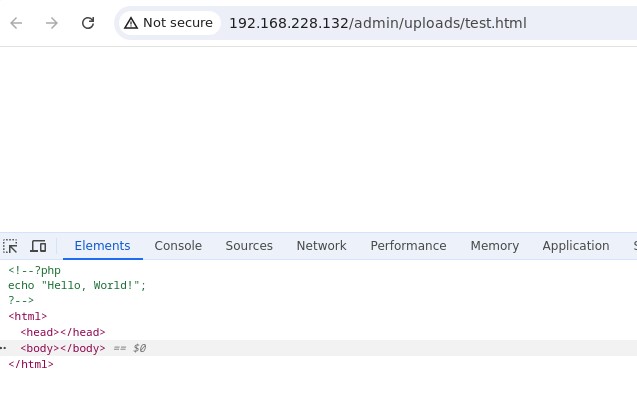 Not secure 192.168.228.132/admin/uploads/test.html
Elements Console Sources Network Performance Memory Application
<!--?php
echo "Hello, World!";
?-->
<html>
<head></head>
<body></body> == $0
</html>